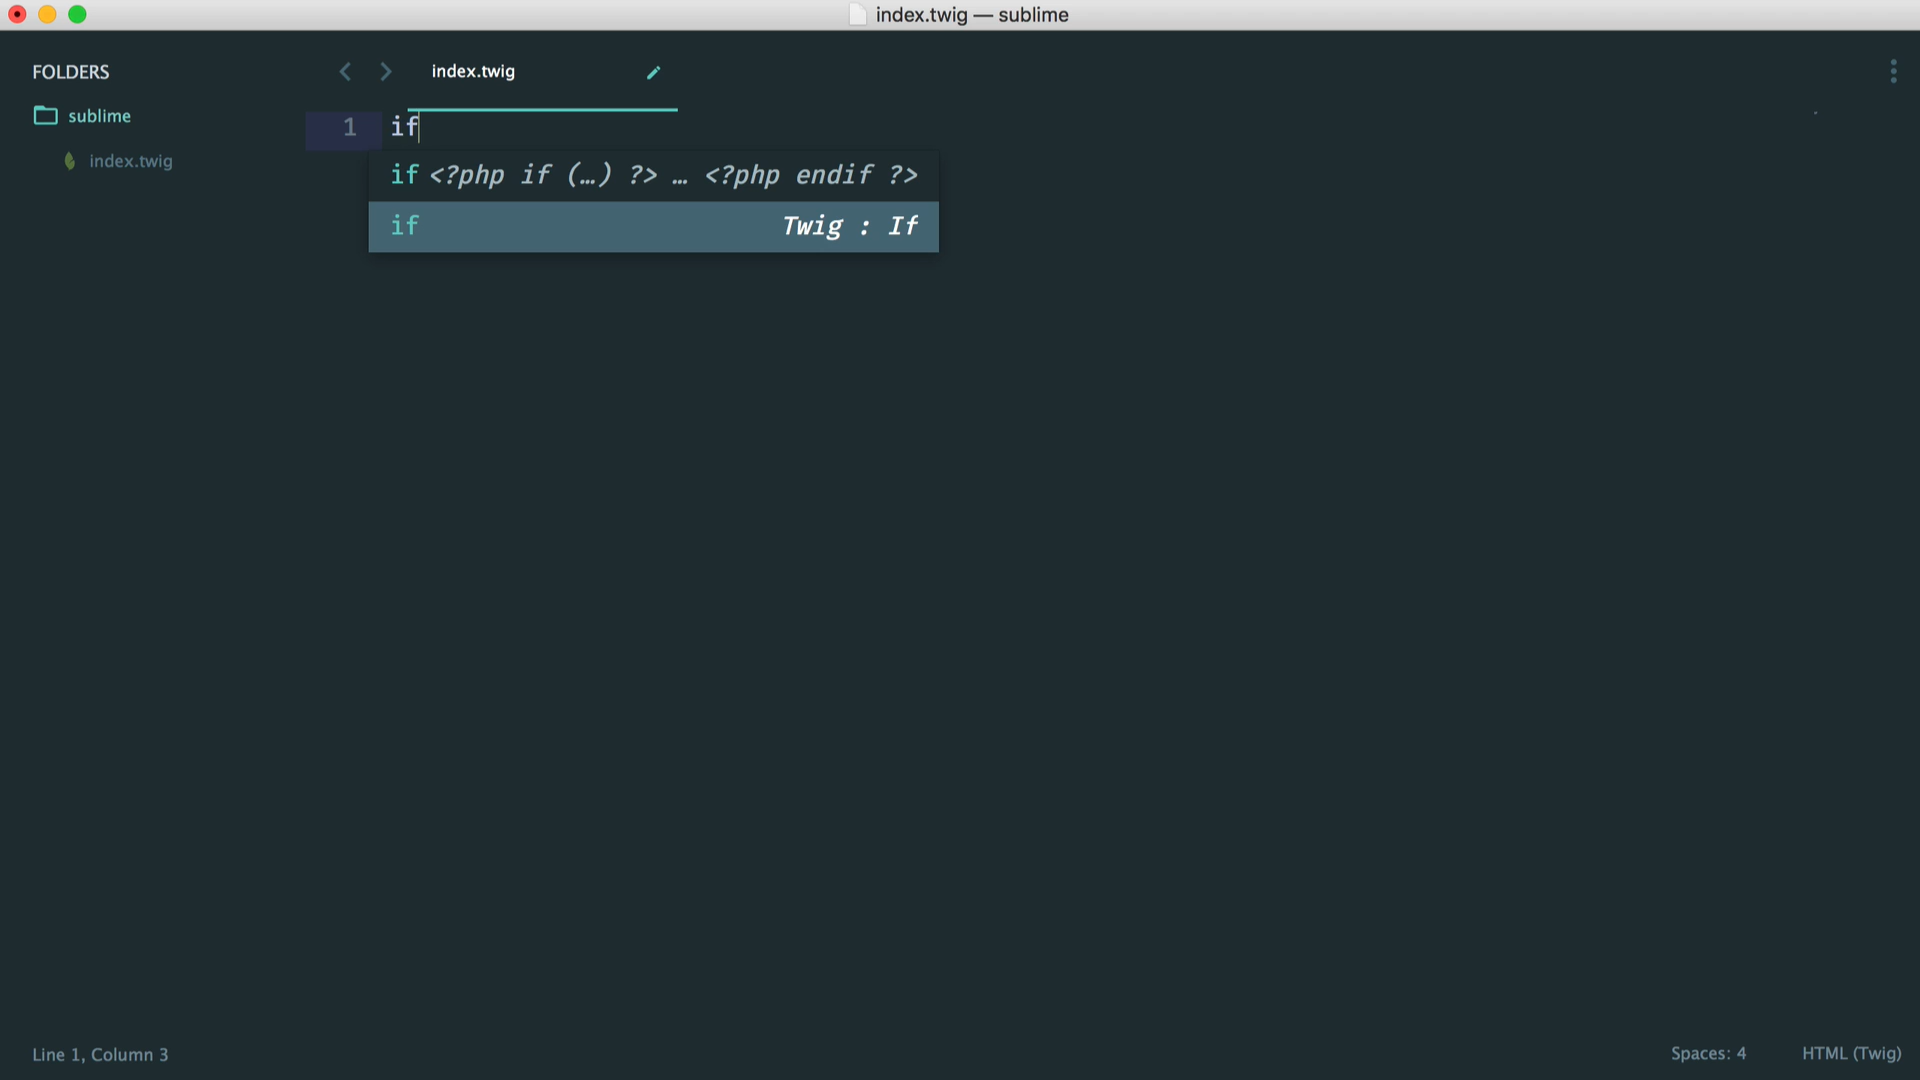 index.twig — sublime
FOLDERS
sublime
index.twig
index.twig
1 if
if <?php if (…) ?> … <?php endif ?>
if Twig : If
Line 1, Column 3
Spaces: 4
HTML (Twig)